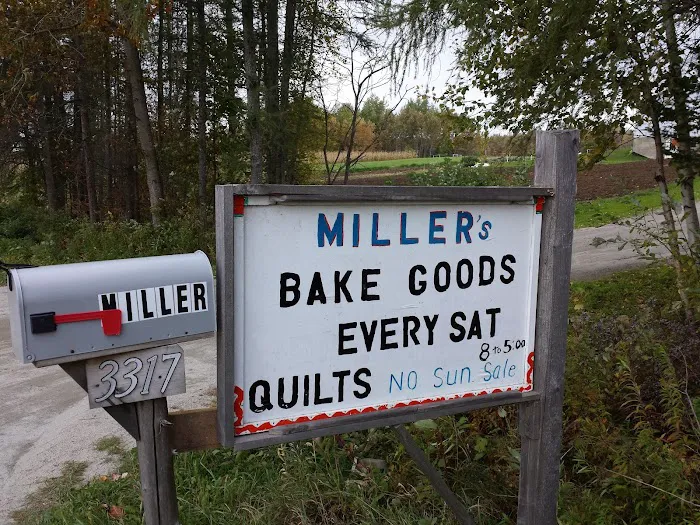 MILLER
3317
MILLER's
BAKE GOODS
EVERY SAT
8 to 5:00
QUILTS NO Sun Sale